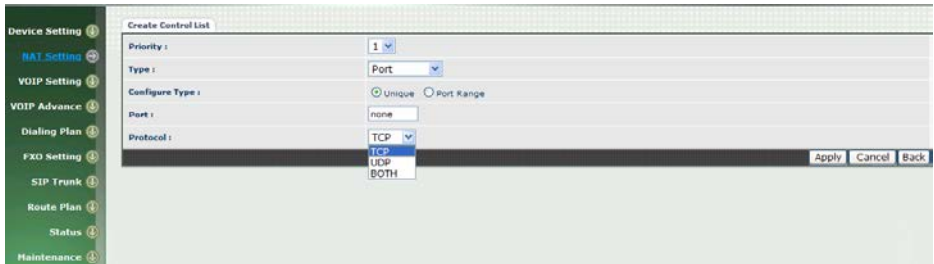 Device Setting
NAT Setting
VOIP Setting
VOIP Advance
Dialing Plan
FXO Setting
SIP Trunk
Route Plan
Status
Maintenance
Create Control List
Priority : 1
Type : Port
Configure Type : Unique Port Range
Port : none
Protocol : TCP
TCP
UDP
BOTH
Apply Cancel Back